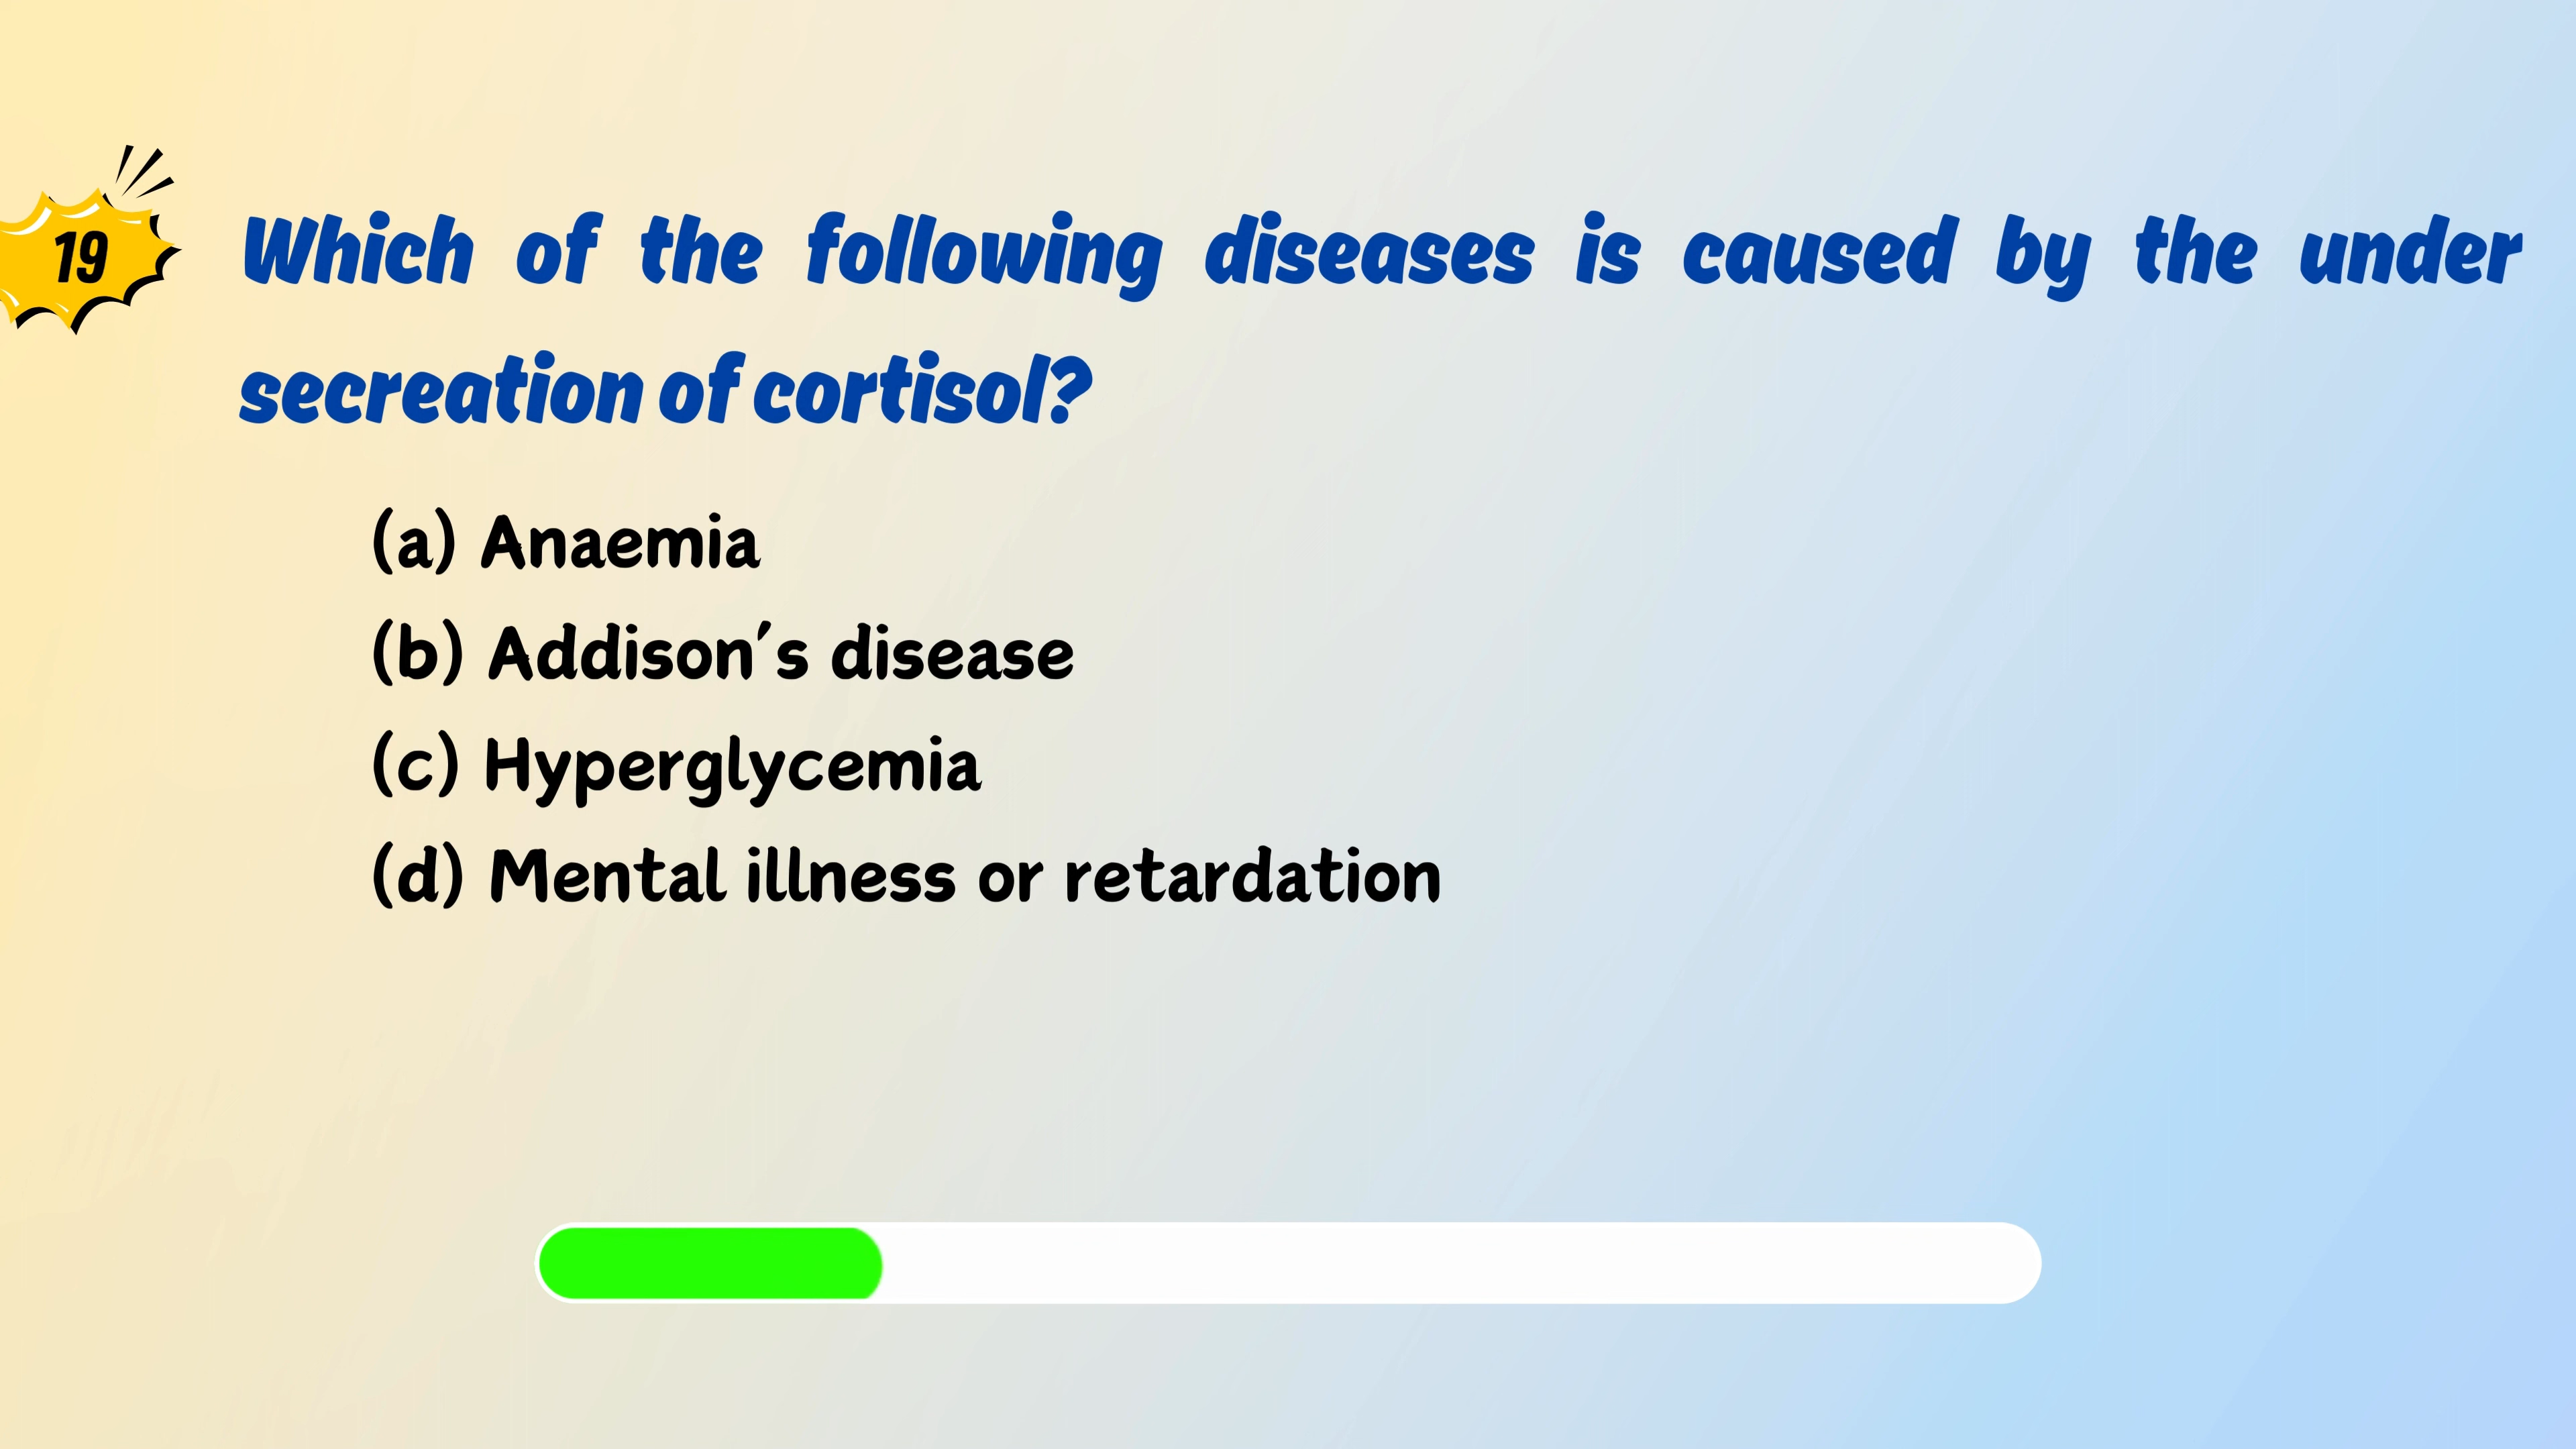 19
Which of the following diseases is caused by the under
secreation of cortisol?
(a) Anaemia
(b) Addison's disease
(c) Hyperglycemia
(d) Mental illness or retardation